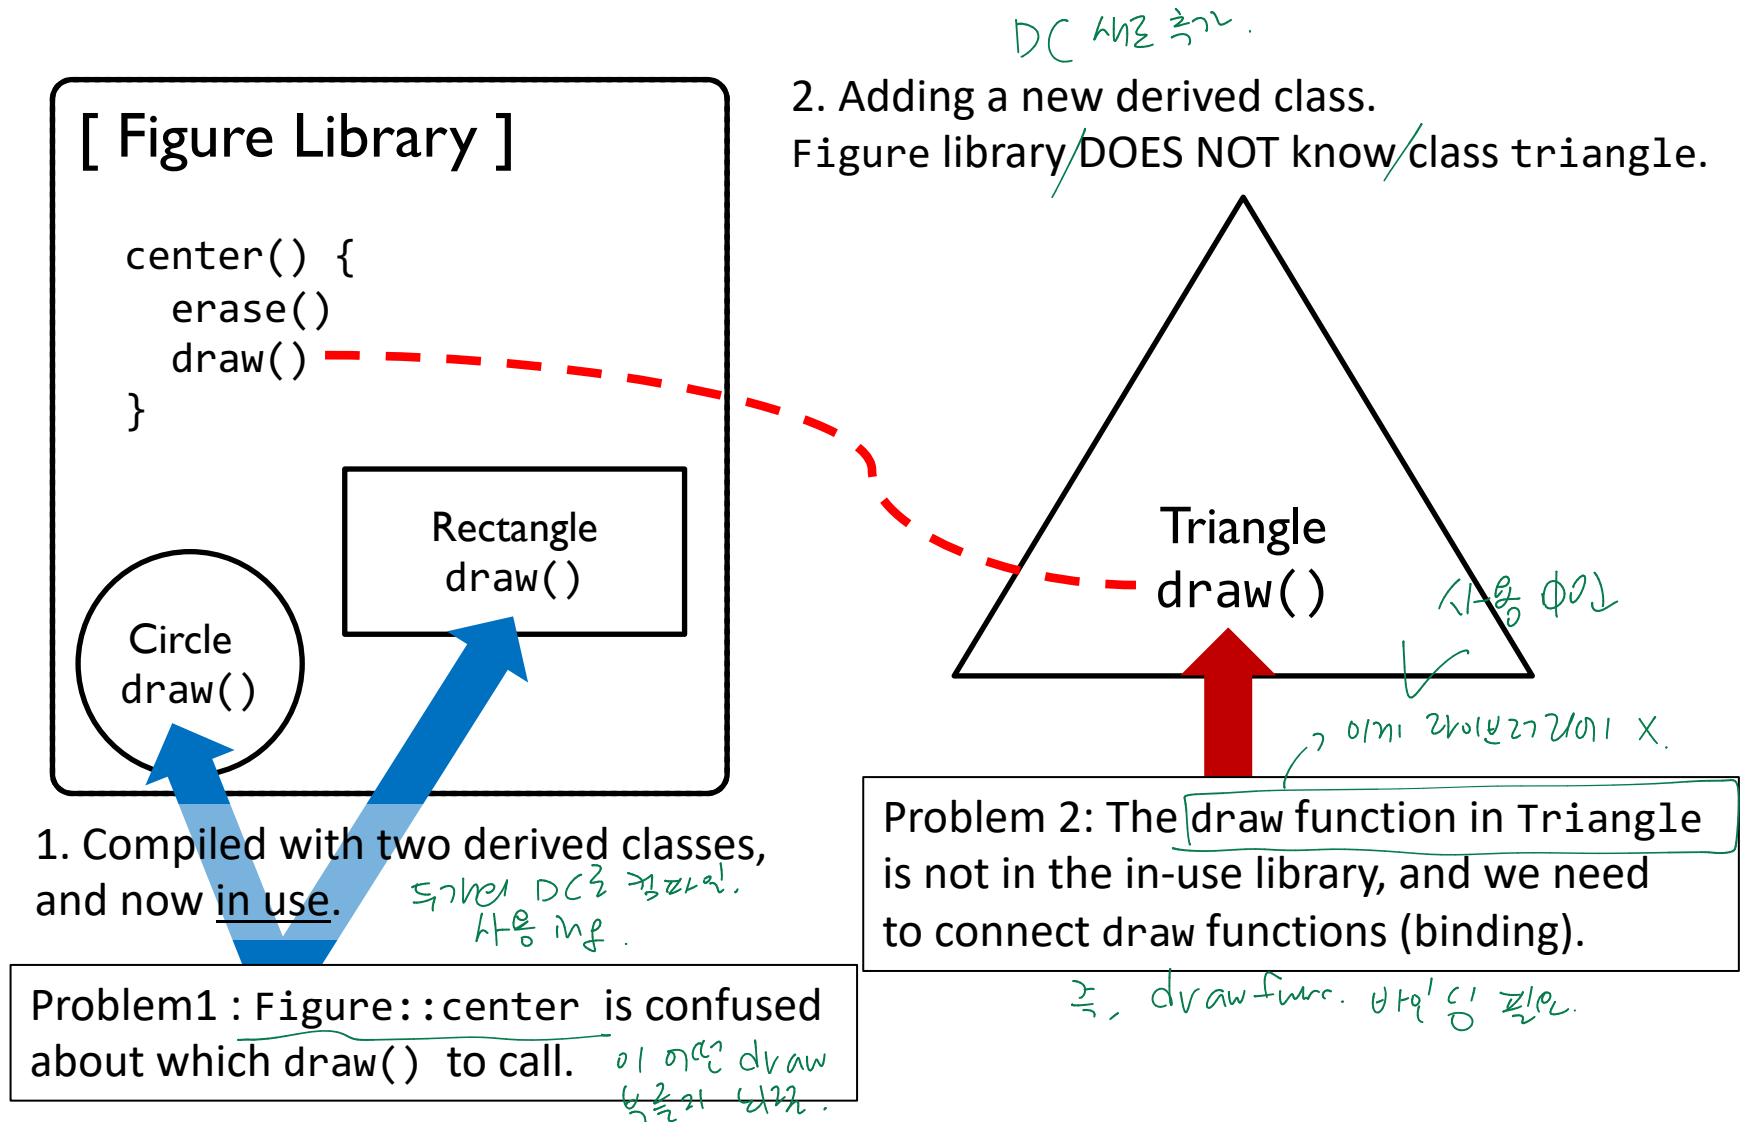 DC 새로 추가.
[ Figure Library ]
center() {
erase()
draw()
}
Rectangle
draw()
Circle
draw()
2. Adding a new derived class.
Figure library/DOES NOT know/class triangle.
Triangle
draw()
사용
이게 라이브러리에 X.
1. Compiled with two derived classes,
and now in use.
두개의 DC로 컴파일.
사용 ing.
Problem1 : Figure::center is confused
about which draw() to call.
이 어떤 draw
부를지
Problem 2: The draw function in Triangle
is not in the in-use library, and we need
to connect draw functions (binding).
즉, draw func. 바인딩 필요.